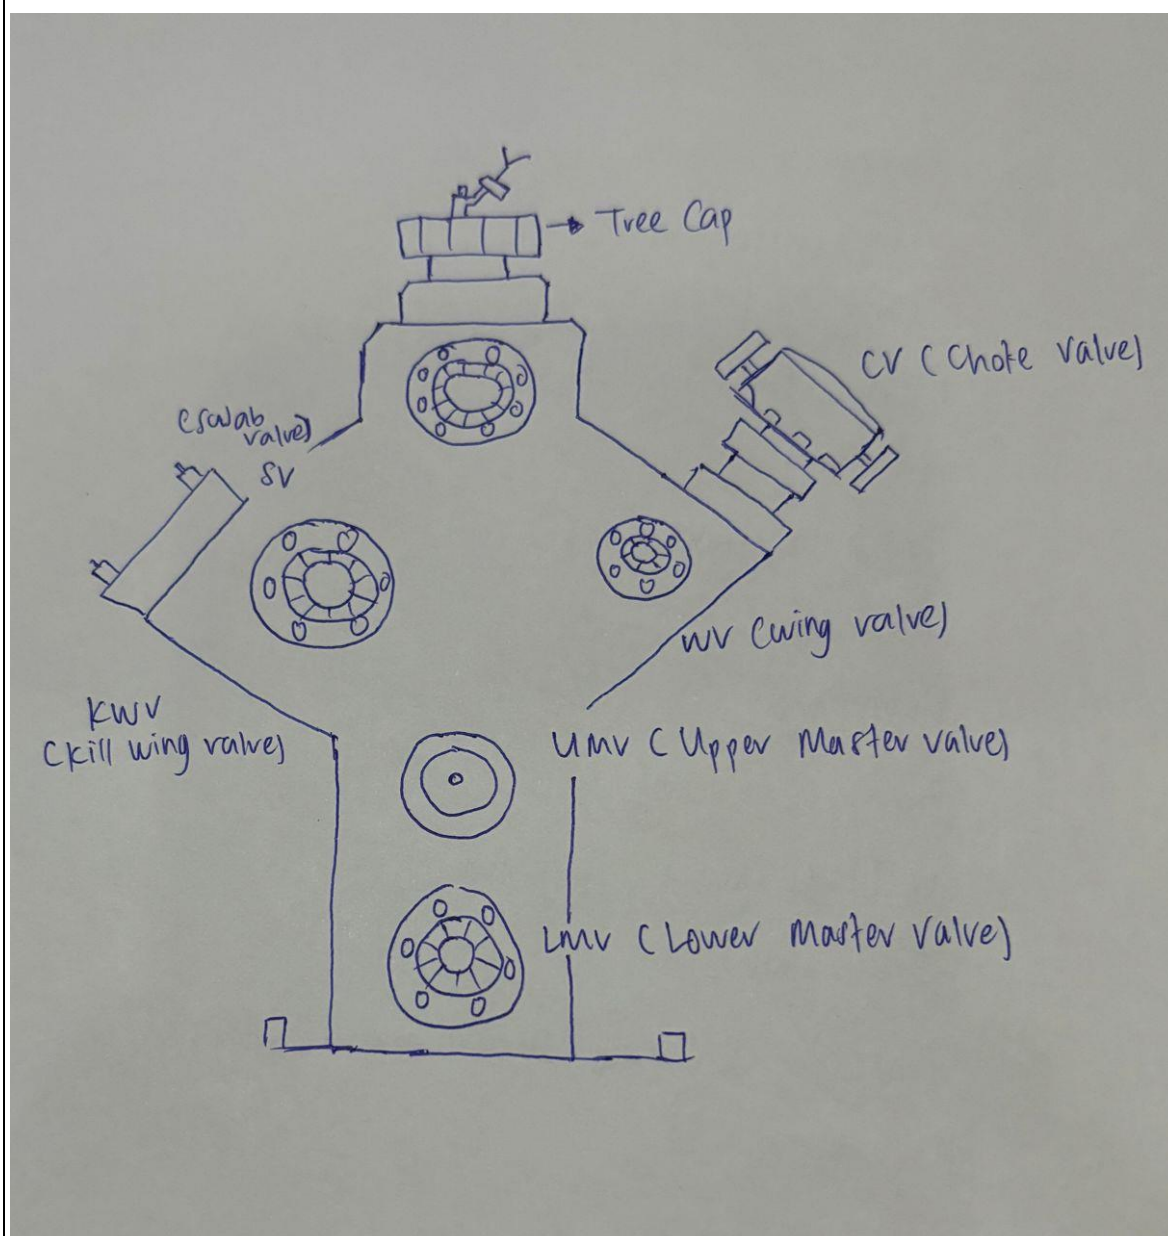 Tree Cap
CV (Choke Valve)
(swab
valve)
SV
WV (wing valve)
KWV
(kill wing valve)
UMV (Upper Master valve)
LMV (Lower Master Valve)